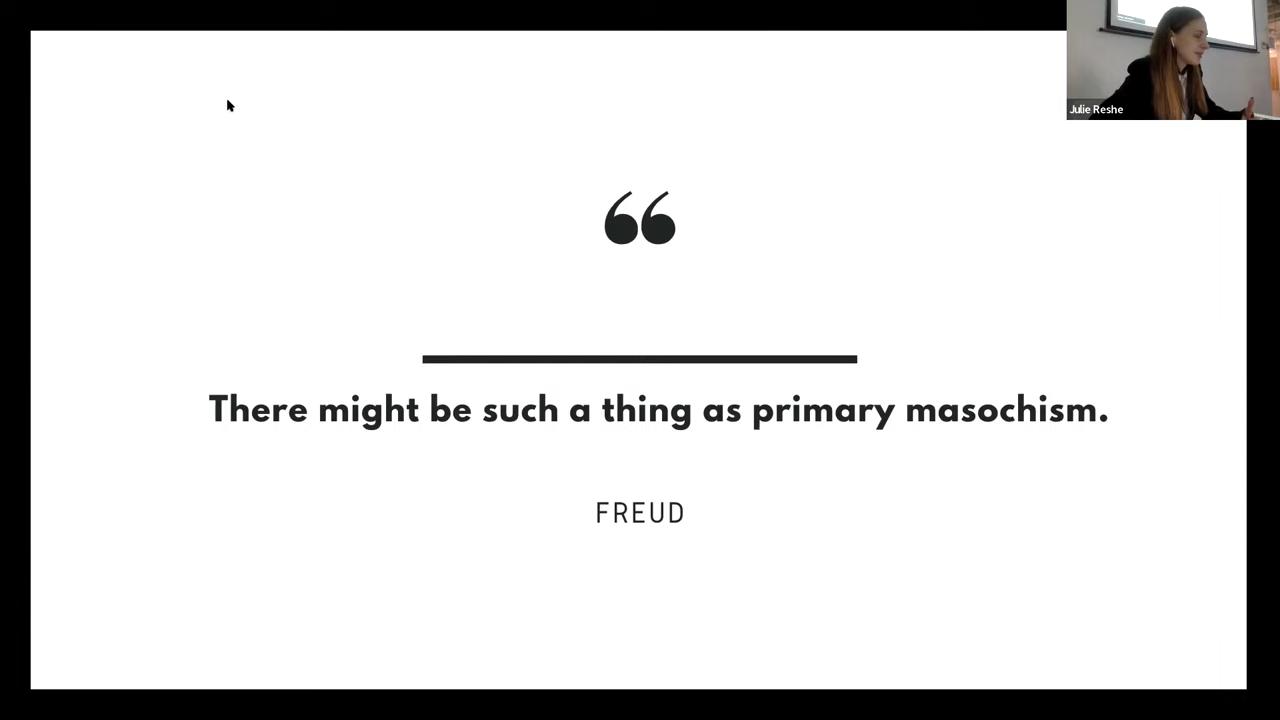 Julie Reshe
“
There might be such a thing as primary masochism.
FREUD